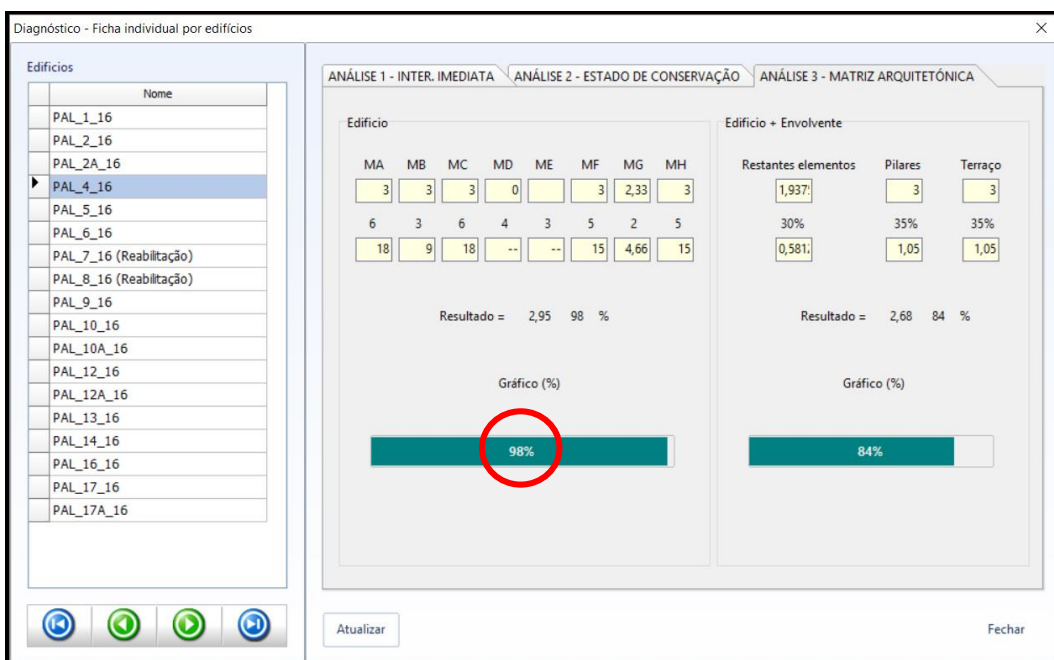 Diagnóstico - Ficha individual por edifícios
Edificios
Nome
PAL_1_16
PAL_2_16
PAL_2A_16
PAL_4_16
PAL_5_16
PAL_6_16
PAL_7_16 (Reabilitação)
PAL_8_16 (Reabilitação)
PAL_9_16
PAL_10_16
PAL_10A_16
PAL_12_16
PAL_12A_16
PAL_13_16
PAL_14_16
PAL_16_16
PAL_17_16
PAL_17A_16
ANÁLISE 1 - INTER. IMEDIATA ANÁLISE 2 - ESTADO DE CONSERVAÇÃO ANÁLISE 3 - MATRIZ ARQUITETÓNICA
Edificio
MA MB MC MD ME MF MG MH
3 3 3 0 3 2,33 3
6 3 6 4 3 5 2 5
18 9 18 -- -- 15 4,66 15
Resultado = 2,95 98 %
Gráfico (%)
98%
Edificio + Envolvente
Restantes elementos Pilares Terraço
1,937 3 3
30% 35% 35%
0,581 1,05 1,05
Resultado = 2,68 84 %
Gráfico (%)
84%
Atualizar
Fechar